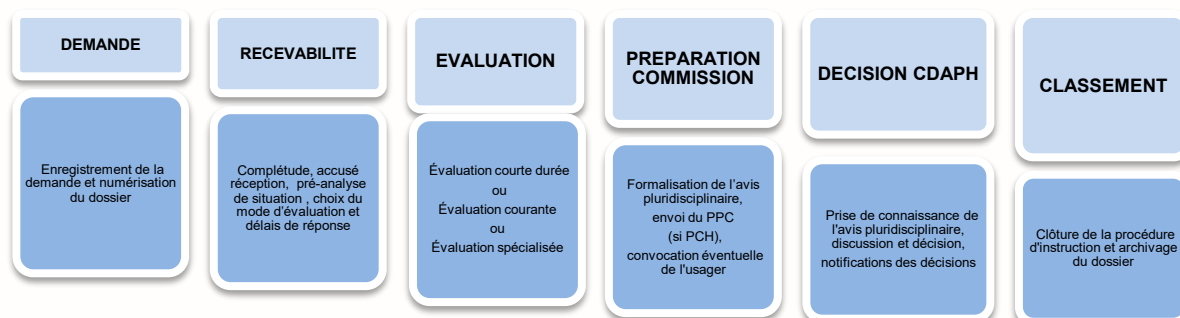 DEMANDE
Enregistrement de la
demande et numérisation
du dossier
RECEVABILITE
Complétude, accusé
réception, pré-analyse
de situation , choix du
mode d'évaluation et
délais de réponse
EVALUATION
Évaluation courte durée
ou
Évaluation courante
ou
Évaluation spécialisée
PREPARATION
COMMISSION
Formalisation de l'avis
pluridisciplinaire,
envoi du PPC
(si PCH),
convocation éventuelle
de l'usager
DECISION CDAPH
Prise de connaissance de
l'avis pluridisciplinaire,
discussion et décision,
notifications des décisions
CLASSEMENT
Clôture de la procédure
d'instruction et archivage
du dossier